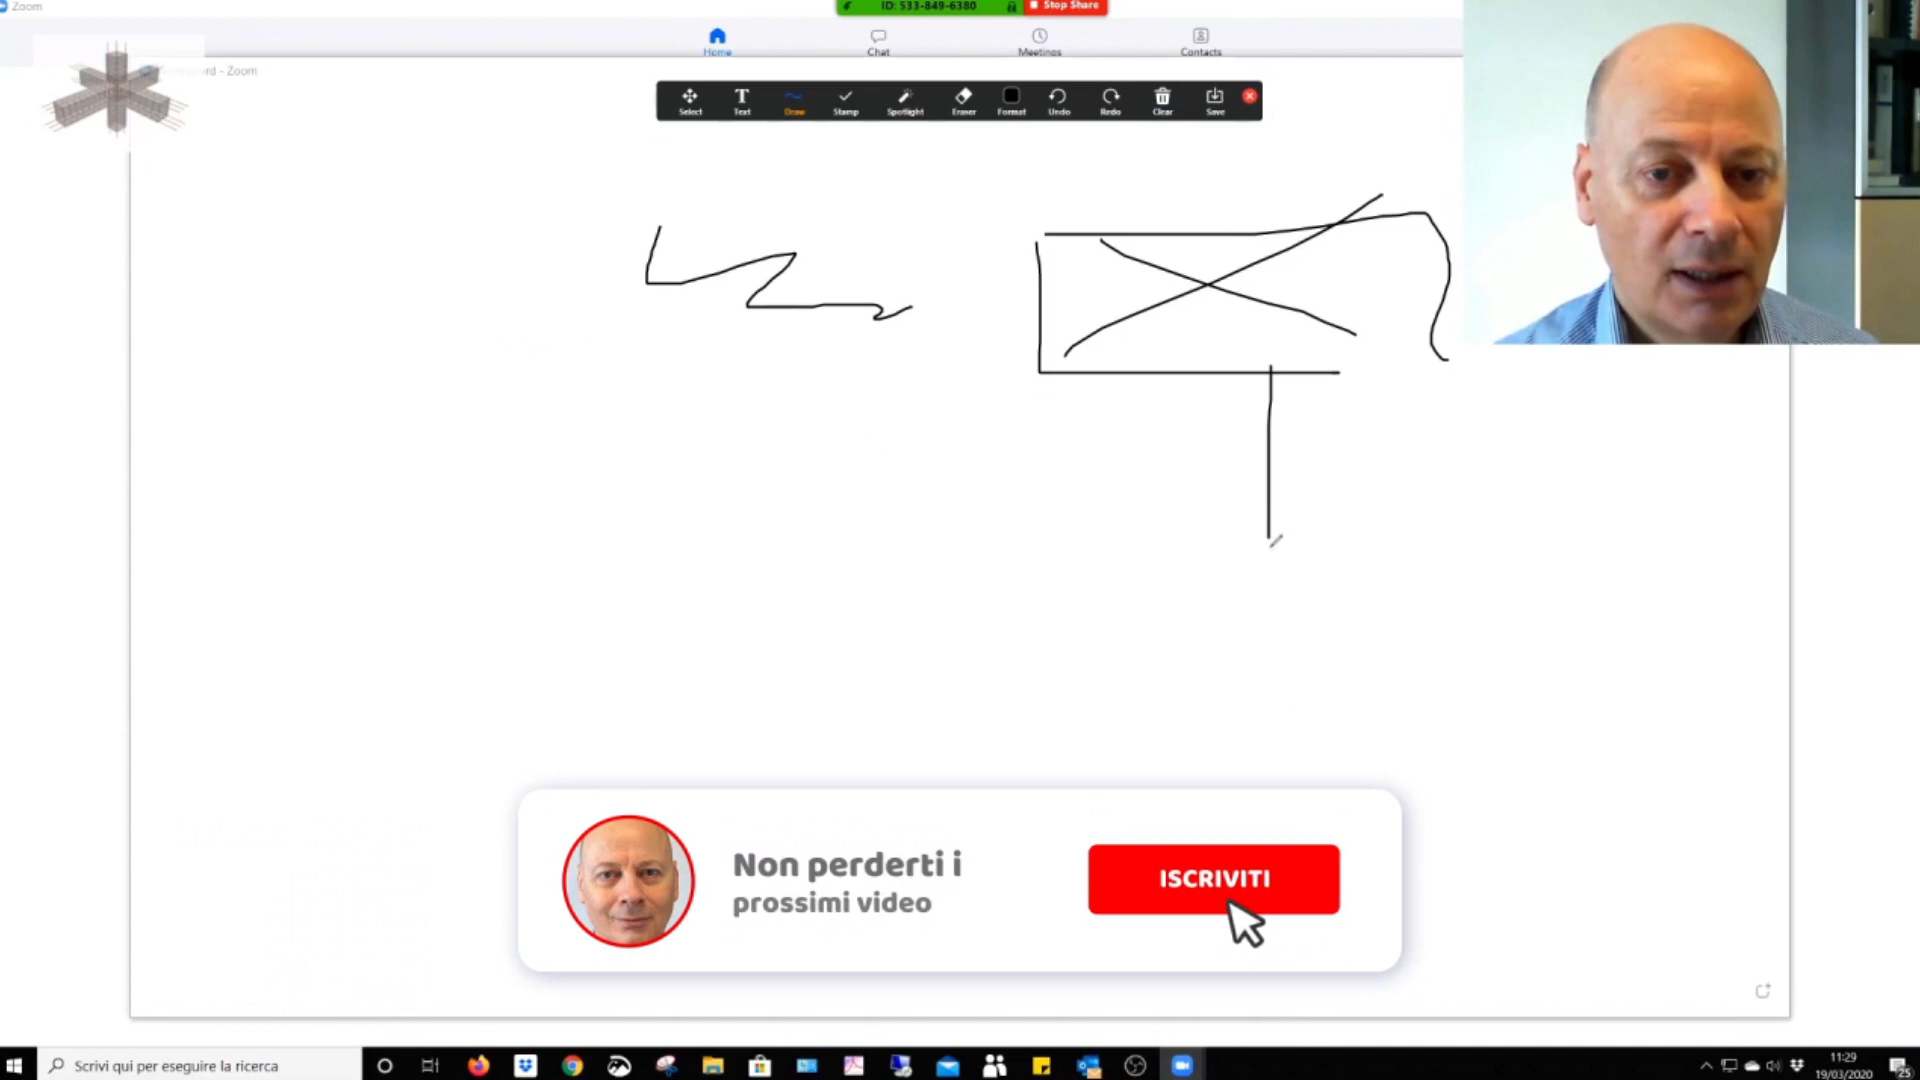 Zoom
ID: 533-849-6380
Stop Share
Home
Chat
Meetings
Contacts
- Zoom
Select
Text
Draw
Stamp
Spotlight
Eraser
Format
Undo
Redo
Clear
Save
Non perderti i
prossimi video
ISCRIVITI
Scrivi qui per eseguire la ricerca
11:29
19/03/2020
25